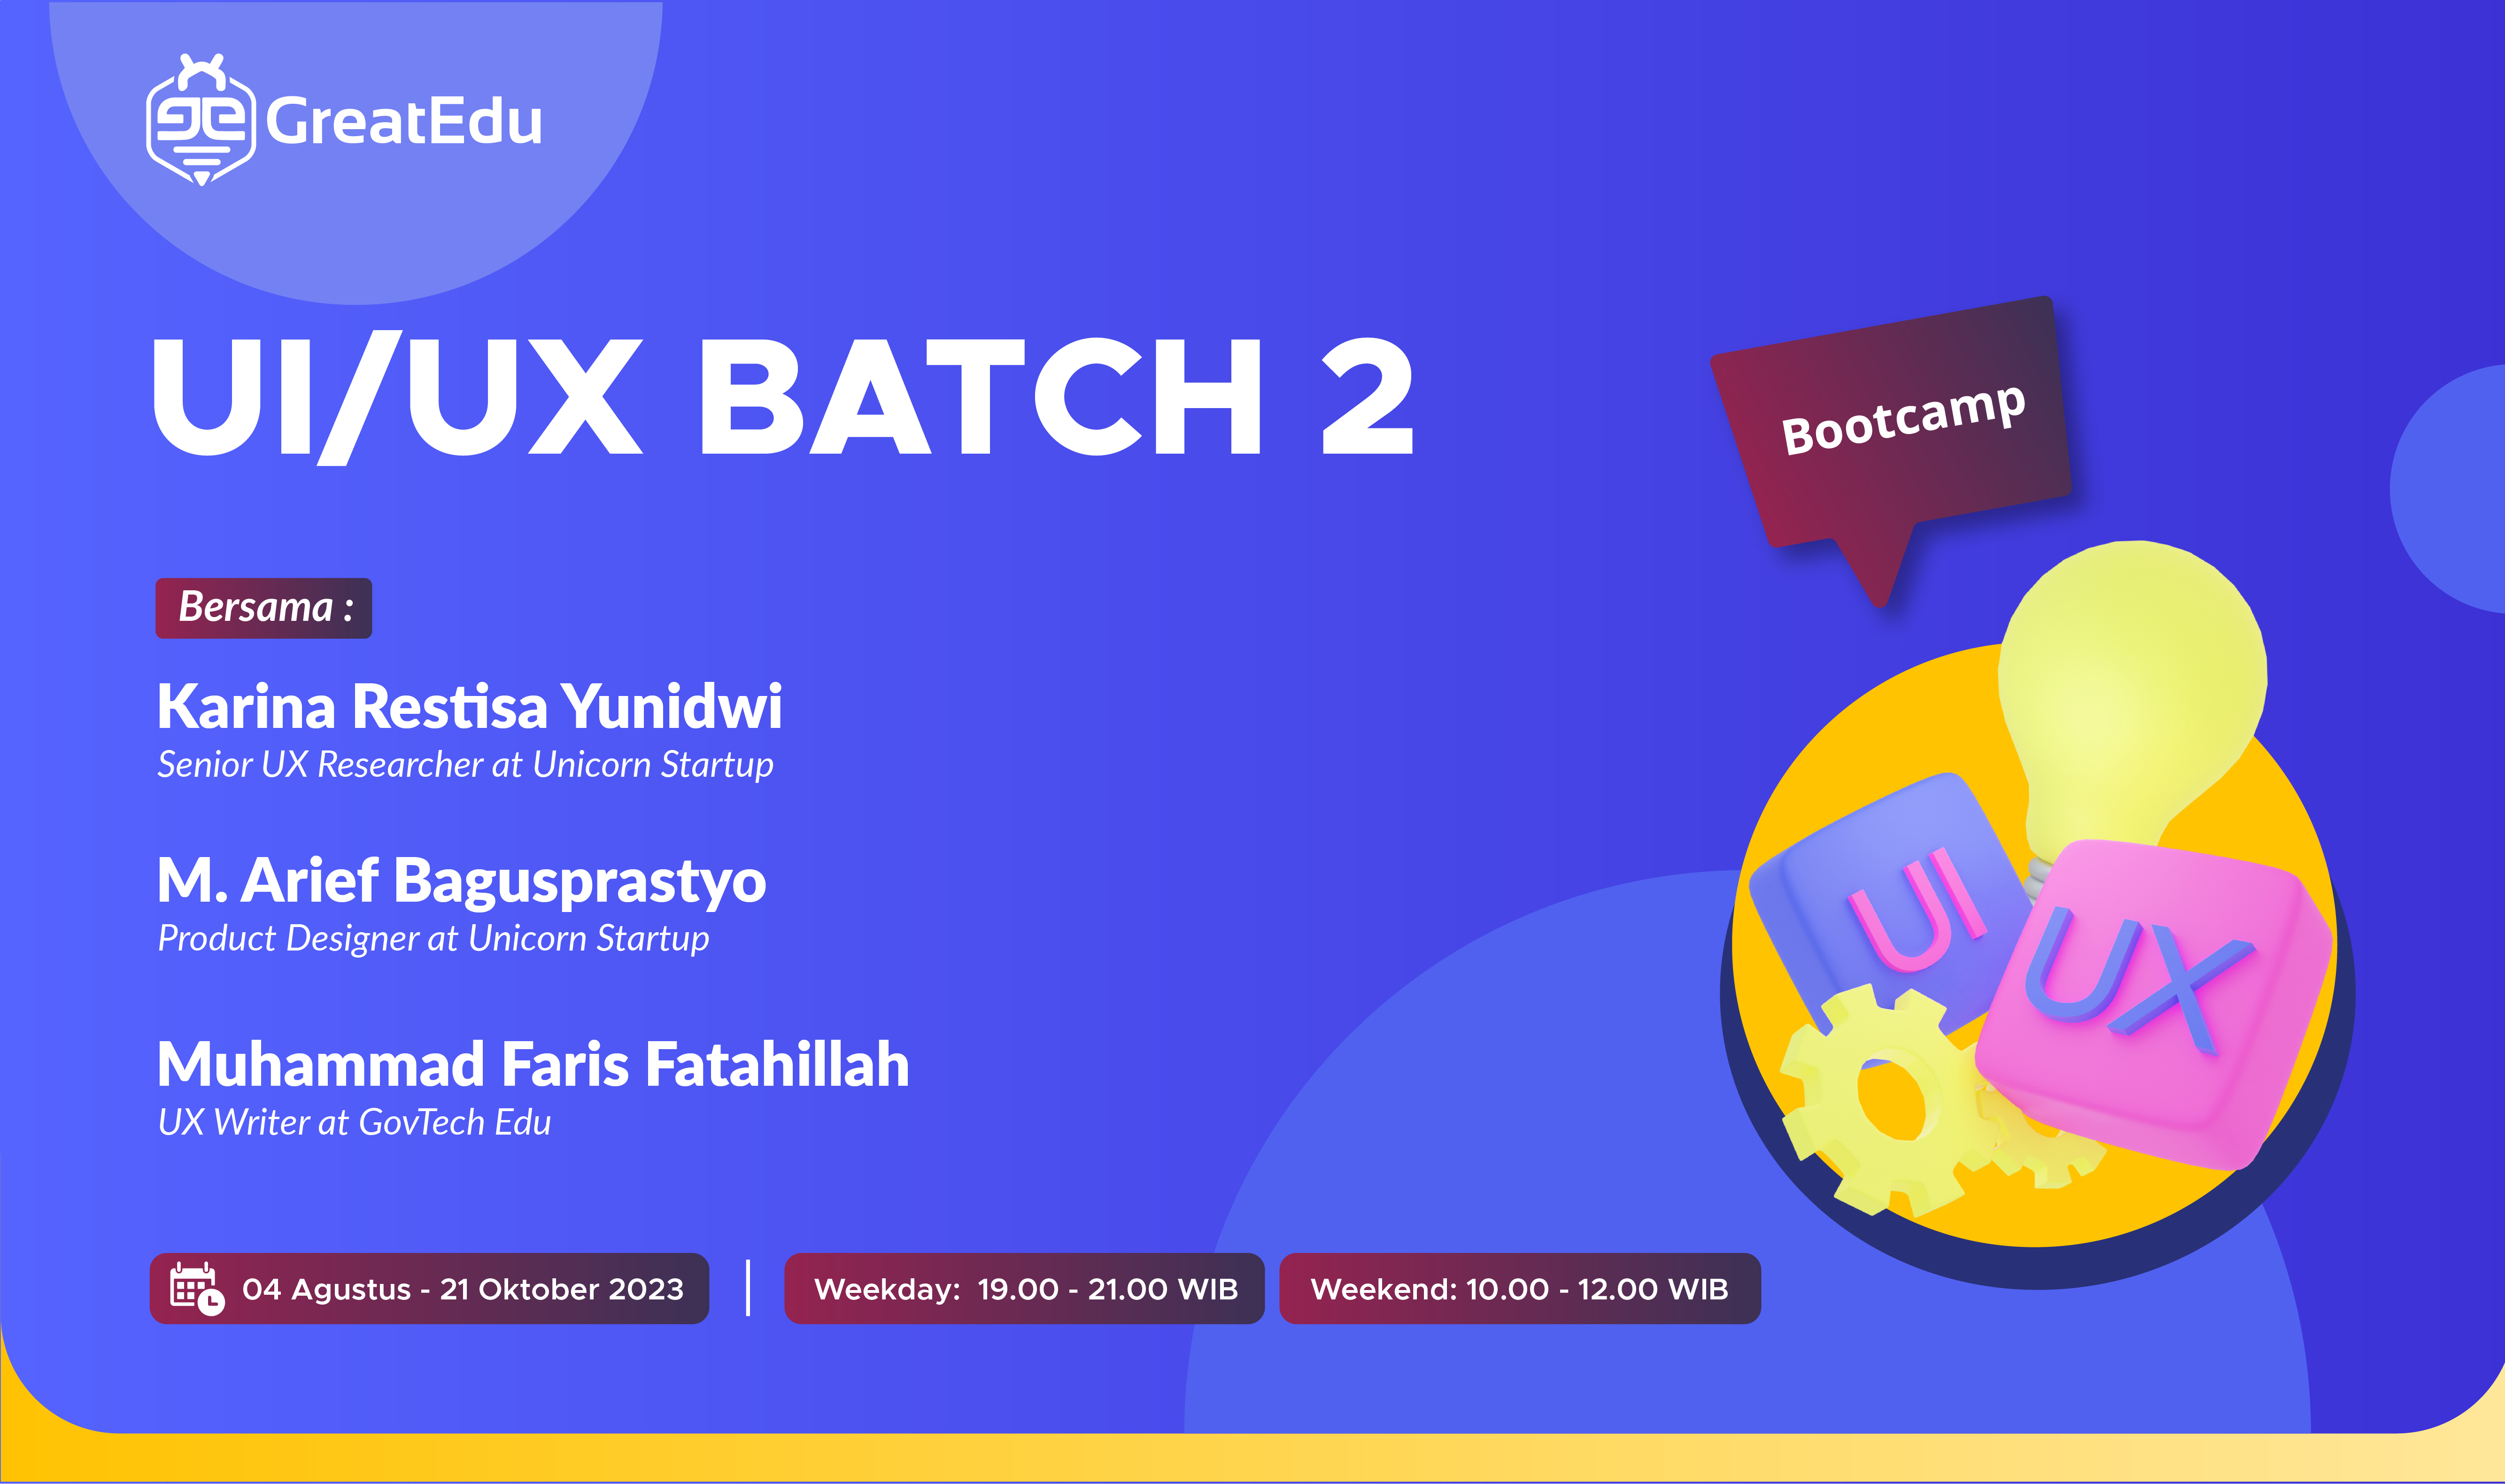 GreatEdu
UI/UX BATCH 2
Bootcamp
Bersama :
Karina Restisa Yunidwi
Senior UX Researcher at Unicorn Startup
M. Arief Bagusprastyo
Product Designer at Unicorn Startup
Muhammad Faris Fatahillah
UX Writer at GovTech Edu
UI
UX
04 Agustus - 21 Oktober 2023
Weekday: 19.00 - 21.00 WIB
Weekend: 10.00 - 12.00 WIB